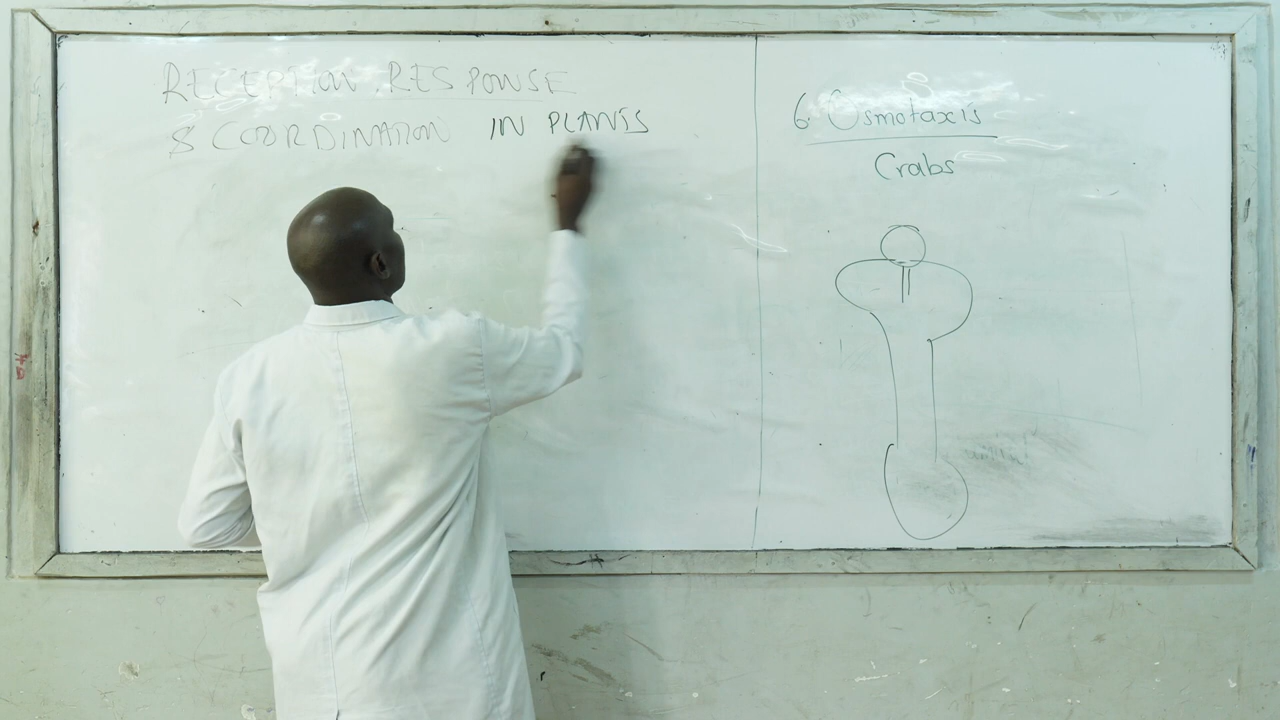 RECEPTION, RESPONSE
& COORDINATION IN PLANTS
6. Osmotaxis
Crabs